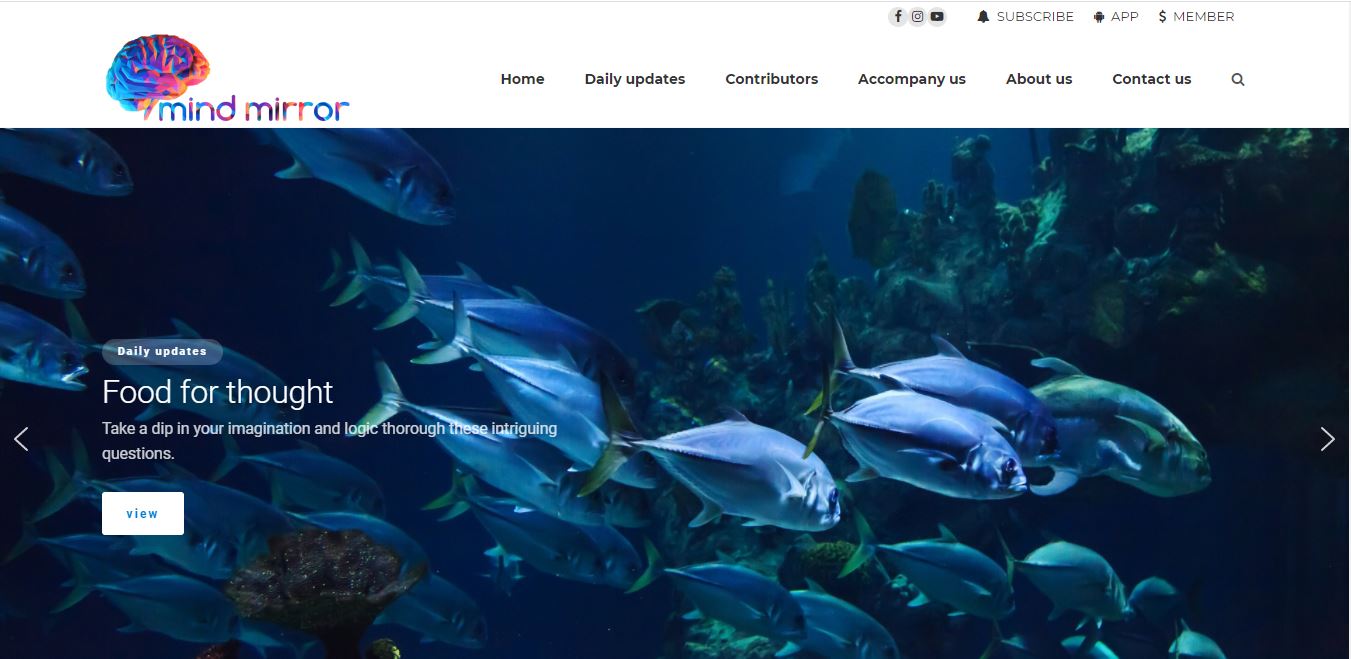 SUBSCRIBE APP $ MEMBER
mind mirror
Home Daily updates Contributors Accompany us About us Contact us
Daily updates
Food for thought
Take a dip in your imagination and logic thorough these intriguing
questions.
view